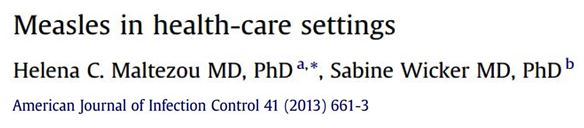 Measles in health-care settings
Helena C. Maltezou MD, PhD a,*, Sabine Wicker MD, PhD b
American Journal of Infection Control 41 (2013) 661-3